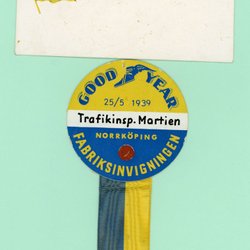 GOOD YEAR
25/5 1939
Trafikinsp. Martien
NORRKÖPING
FABRIKSINVIGNINGEN